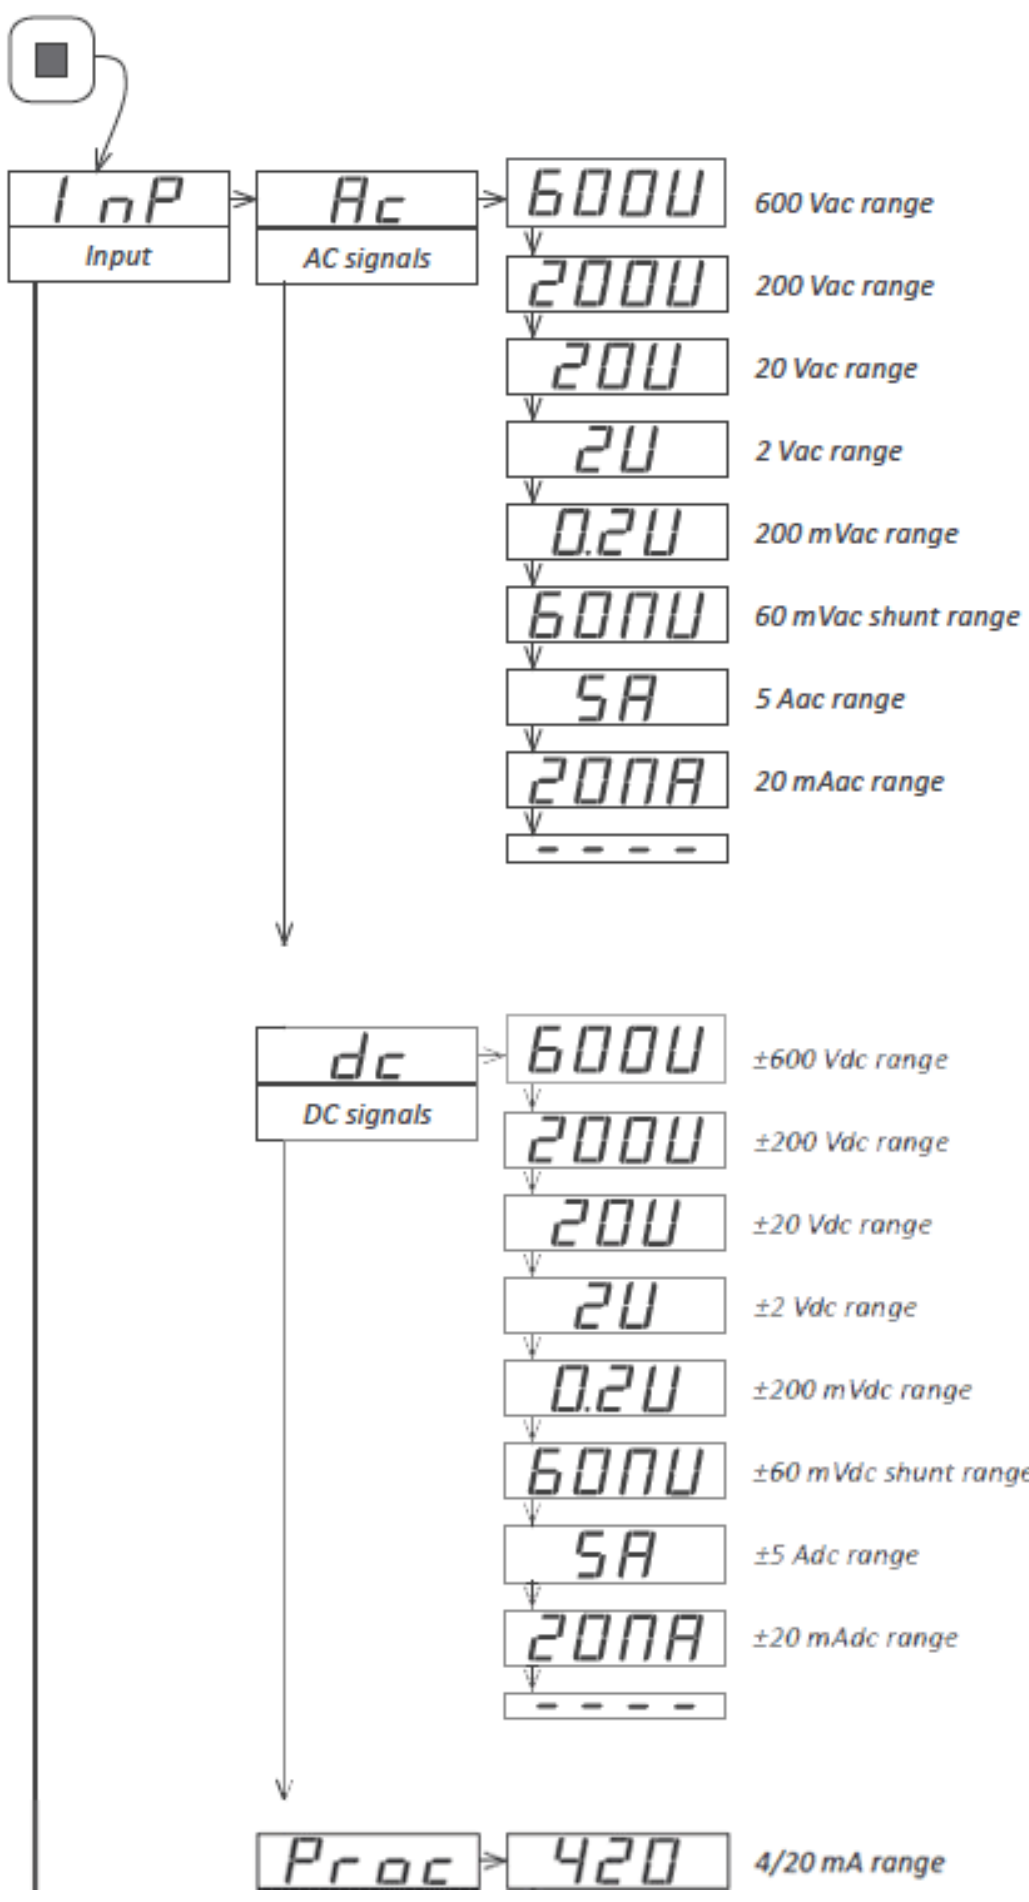 InP
Input
Ac
AC signals
600U 600 Vac range
200U 200 Vac range
20U 20 Vac range
2U 2 Vac range
0.2U 200 mVac range
60nU 60 mVac shunt range
5A 5 Aac range
20nA 20 mAac range
- - - -
dc
DC signals
600U ±600 Vdc range
200U ±200 Vdc range
20U ±20 Vdc range
2U ±2 Vdc range
0.2U ±200 mVdc range
60nU ±60 mVdc shunt range
5A ±5 Adc range
20nA ±20 mAdc range
- - - -
Proc 420 4/20 mA range